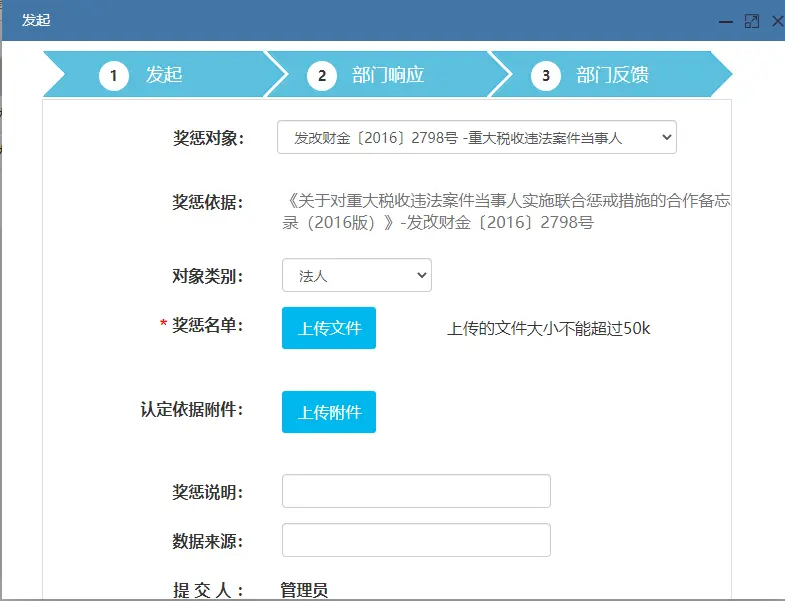 发起
1 发起 2 部门响应 3 部门反馈
奖惩对象： 发改财金〔2016〕2798号 -重大税收违法案件当事人
奖惩依据： 《关于对重大税收违法案件当事人实施联合惩戒措施的合作备忘
录（2016版）》-发改财金〔2016〕2798号
对象类别： 法人
* 奖惩名单： 上传文件 上传的文件大小不能超过50k
认定依据附件： 上传附件
奖惩说明：
数据来源：
提 交 人 ： 管理员